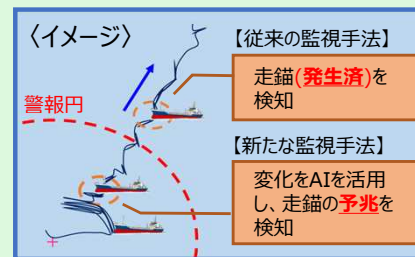 〈イメージ〉
警報円
【従来の監視手法】
走錨(発生済)を
検知
【新たな監視手法】
変化をAIを活用
し、走錨の予兆を
検知